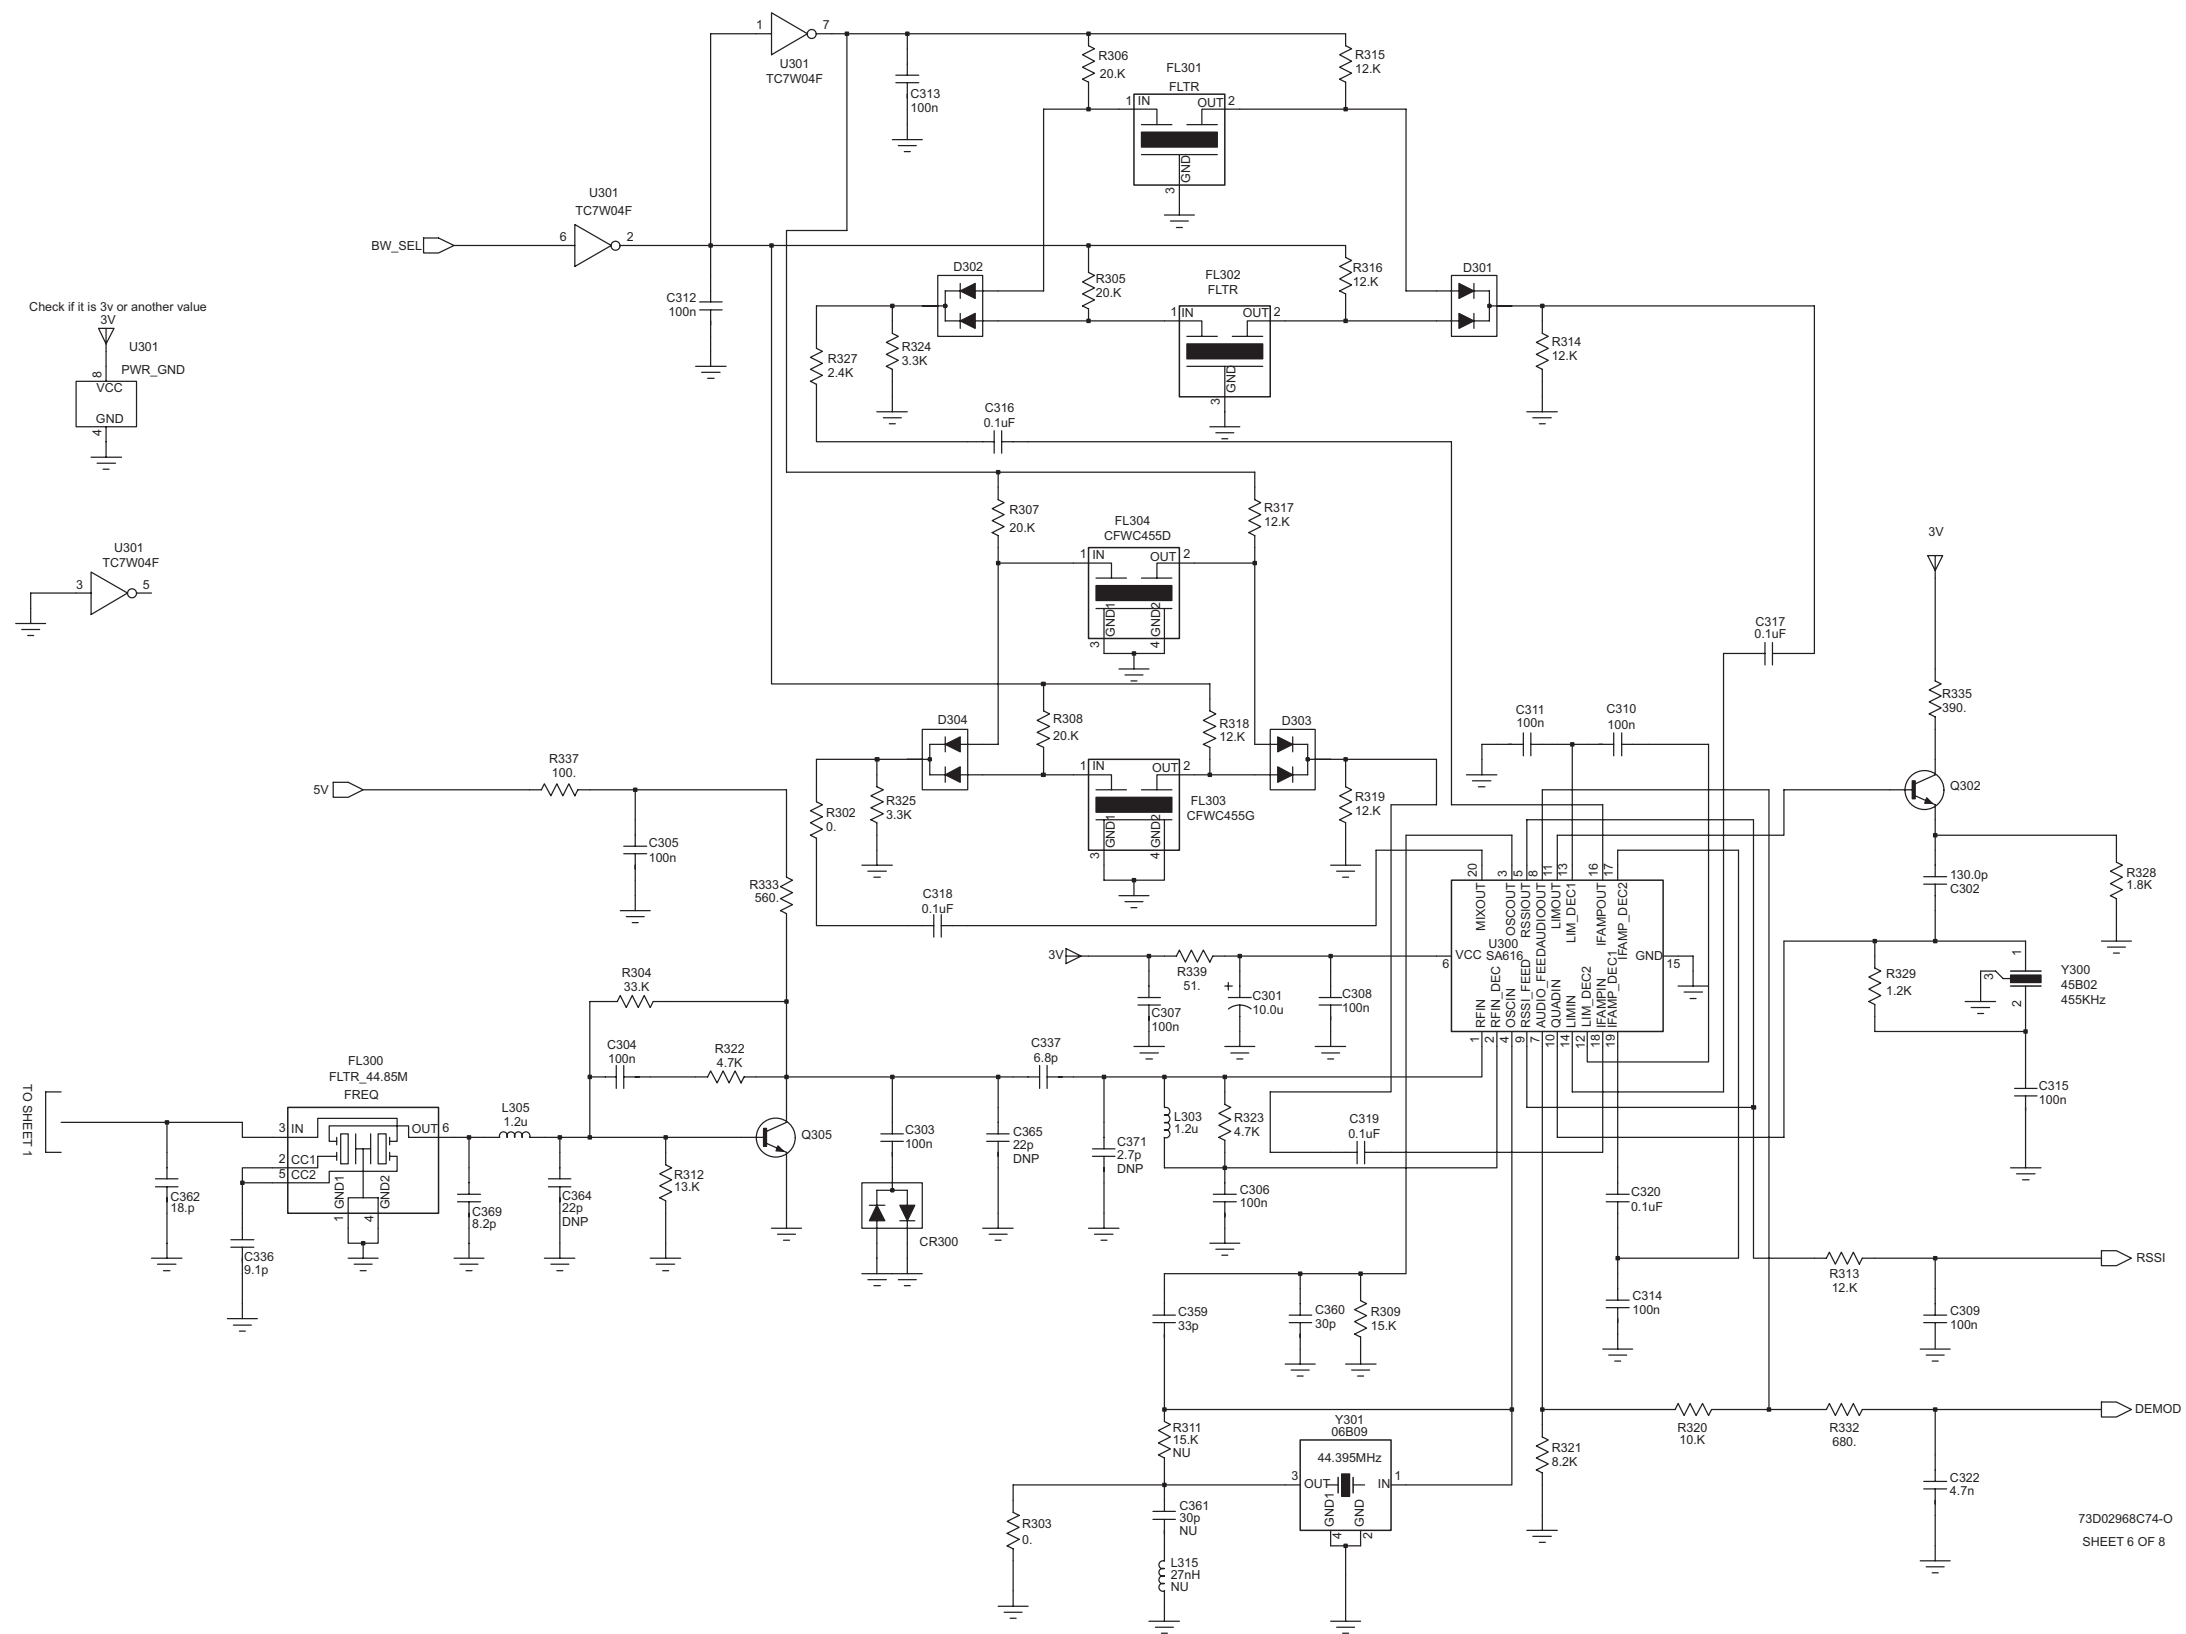 1
7
U301
TC7W04F
C313
100n
R306
20.K
FL301
FLTR
1 IN
OUT 2
GND
3
R315
12.K
U301
TC7W04F
BW_SEL
6
2
C312
100n
D302
R305
20.K
FL302
FLTR
1 IN
OUT 2
GND
3
R316
12.K
D301
R327
2.4K
R324
3.3K
R314
12.K
C316
0.1uF
Check if it is 3v or another value
3V
U301
PWR_GND
8
VCC
GND
4
U301
TC7W04F
3
5
R307
20.K
FL304
CFWC455D
1 IN
OUT 2
GND1
GND2
3
4
R317
12.K
C317
0.1uF
3V
R335
390.
Q302
D304
R308
20.K
R318
12.K
D303
1 IN
OUT 2
GND1
GND2
3
4
FL303
CFWC455G
R302
0.
R325
3.3K
R319
12.K
C311
100n
C310
100n
5V
R337
100.
C305
100n
R333
560.
C318
0.1uF
130.0p
C302
R328
1.8K
20
3
5
8
11
13
16
17
MIXOUT
OSCOUT
RSSIOUT
AUDIOOUT
LIMOUT
LIM_DEC1
IFAMPOUT
IFAMP_DEC2
6
VCC
U300
SA616
GND
15
RFIN
RFIN_DEC
OSCIN
RSSI_FEED
AUDIO_FEED
QUADIN
LIMIN
LIM_DEC2
IFAMPIN
IFAMP_DEC1
1
2
4
9
7
10
14
12
18
19
3V
R339
51.
C307
100n
+
C301
10.0u
C308
100n
R329
1.2K
1
3
2
Y300
45B02
455KHz
C315
100n
R304
33.K
C304
100n
R322
4.7K
C337
6.8p
TO SHEET 1
FL300
FLTR_44.85M
FREQ
3 IN
OUT 6
2 CC1
5 CC2
GND1
GND2
1
4
L305
1.2u
Q305
C362
18.p
C336
9.1p
C369
8.2p
C364
22p
DNP
R312
13.K
C303
100n
CR300
C365
22p
DNP
C371
2.7p
DNP
L303
1.2u
R323
4.7K
C306
100n
C319
0.1uF
C320
0.1uF
C314
100n
R313
12.K
RSSI
C309
100n
C359
33p
C360
30p
R309
15.K
R311
15.K
NU
Y301
06B09
44.395MHz
3
OUT
IN
1
GND1
GND
4
2
R303
0.
C361
30p
NU
L315
27nH
NU
R321
8.2K
R320
10.K
R332
680.
DEMOD
C322
4.7n
73D02968C74-O
SHEET 6 OF 8